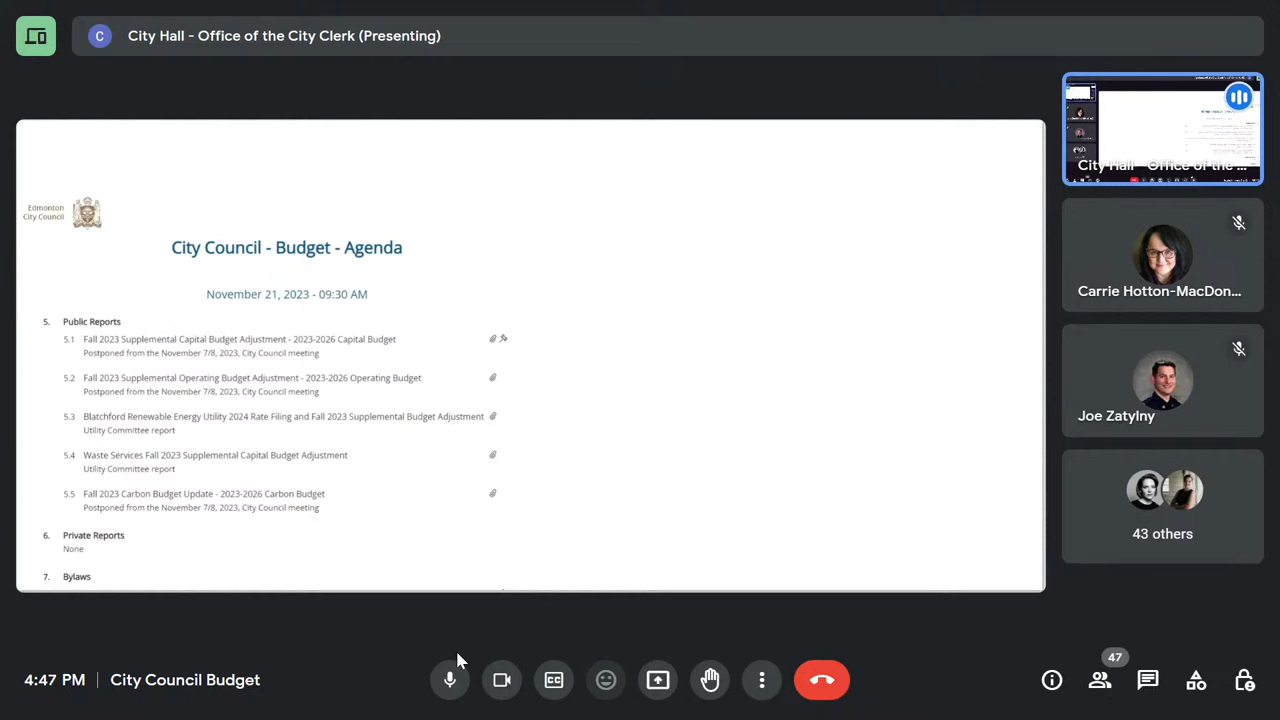 C
City Hall - Office of the City Clerk (Presenting)
City Hall - Office of the ...
Edmonton
City Council
City Council - Budget - Agenda
November 21, 2023 - 09:30 AM
5. Public Reports
5.1 Fall 2023 Supplemental Capital Budget Adjustment - 2023-2026 Capital Budget
Postponed from the November 7/8, 2023, City Council meeting
5.2 Fall 2023 Supplemental Operating Budget Adjustment - 2023-2026 Operating Budget
Postponed from the November 7/8, 2023, City Council meeting
5.3 Blatchford Renewable Energy Utility 2024 Rate Filing and Fall 2023 Supplemental Budget Adjustment
Utility Committee report
5.4 Waste Services Fall 2023 Supplemental Capital Budget Adjustment
Utility Committee report
5.5 Fall 2023 Carbon Budget Update - 2023-2026 Carbon Budget
Postponed from the November 7/8, 2023, City Council meeting
6. Private Reports
None
7. Bylaws
Carrie Hotton-MacDon...
Joe Zatylny
43 others
4:47 PM | City Council Budget
CC
47